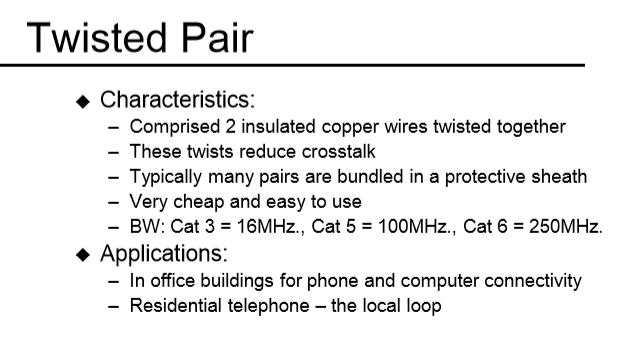 Twisted Pair
◆ Characteristics:
– Comprised 2 insulated copper wires twisted together
– These twists reduce crosstalk
– Typically many pairs are bundled in a protective sheath
– Very cheap and easy to use
– BW: Cat 3 = 16MHz., Cat 5 = 100MHz., Cat 6 = 250MHz.
◆ Applications:
– In office buildings for phone and computer connectivity
– Residential telephone – the local loop